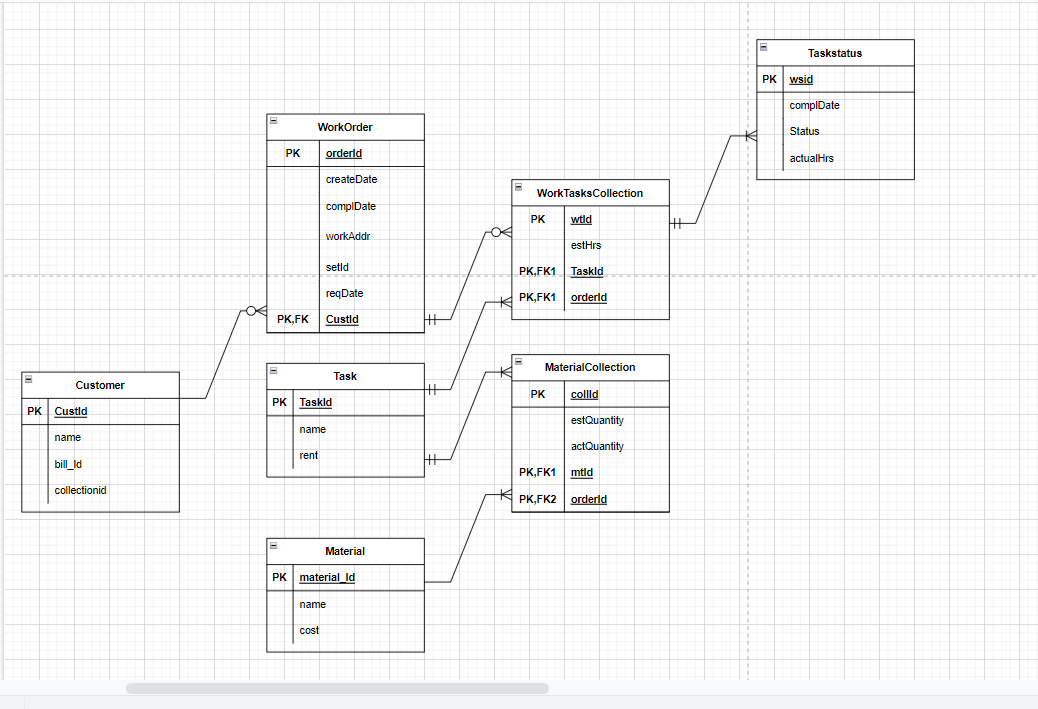 Taskstatus
PK wsid
complDate
Status
actualHrs
WorkOrder
PK orderId
createDate
complDate
workAddr
setId
reqDate
PK,FK CustId
WorkTasksCollection
PK wtId
estHrs
PK,FK1 TaskId
PK,FK1 orderId
Customer
PK CustId
name
bill_Id
collectionid
Task
PK TaskId
name
rent
MaterialCollection
PK collId
estQuantity
actQuantity
PK,FK1 mtId
PK,FK2 orderId
Material
PK material_Id
name
cost